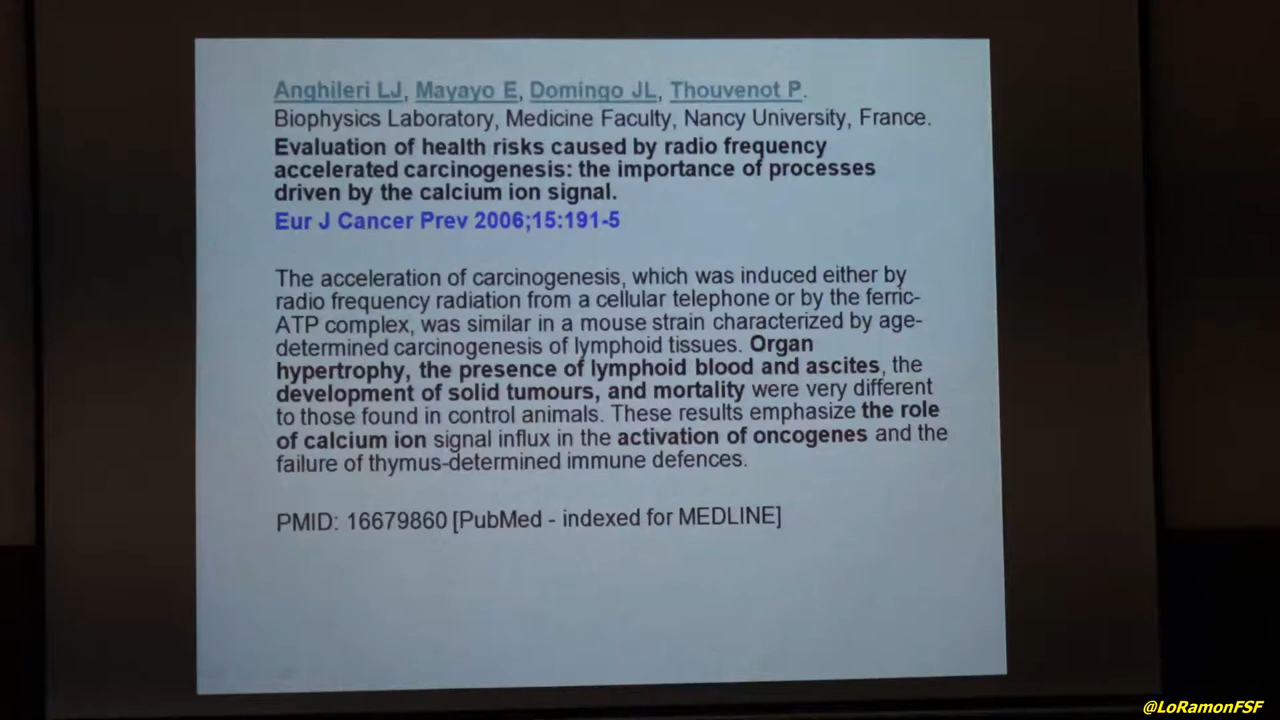 Anghileri LJ, Mayayo E, Domingo JL, Thouvenot P.
Biophysics Laboratory, Medicine Faculty, Nancy University, France.
Evaluation of health risks caused by radio frequency
accelerated carcinogenesis: the importance of processes
driven by the calcium ion signal.
Eur J Cancer Prev 2006;15:191-5
The acceleration of carcinogenesis, which was induced either by
radio frequency radiation from a cellular telephone or by the ferric-
ATP complex, was similar in a mouse strain characterized by age-
determined carcinogenesis of lymphoid tissues. Organ
hypertrophy, the presence of lymphoid blood and ascites, the
development of solid tumours, and mortality were very different
to those found in control animals. These results emphasize the role
of calcium ion signal influx in the activation of oncogenes and the
failure of thymus-determined immune defences.
PMID: 16679860 [PubMed - indexed for MEDLINE]
@LoRamonFSF